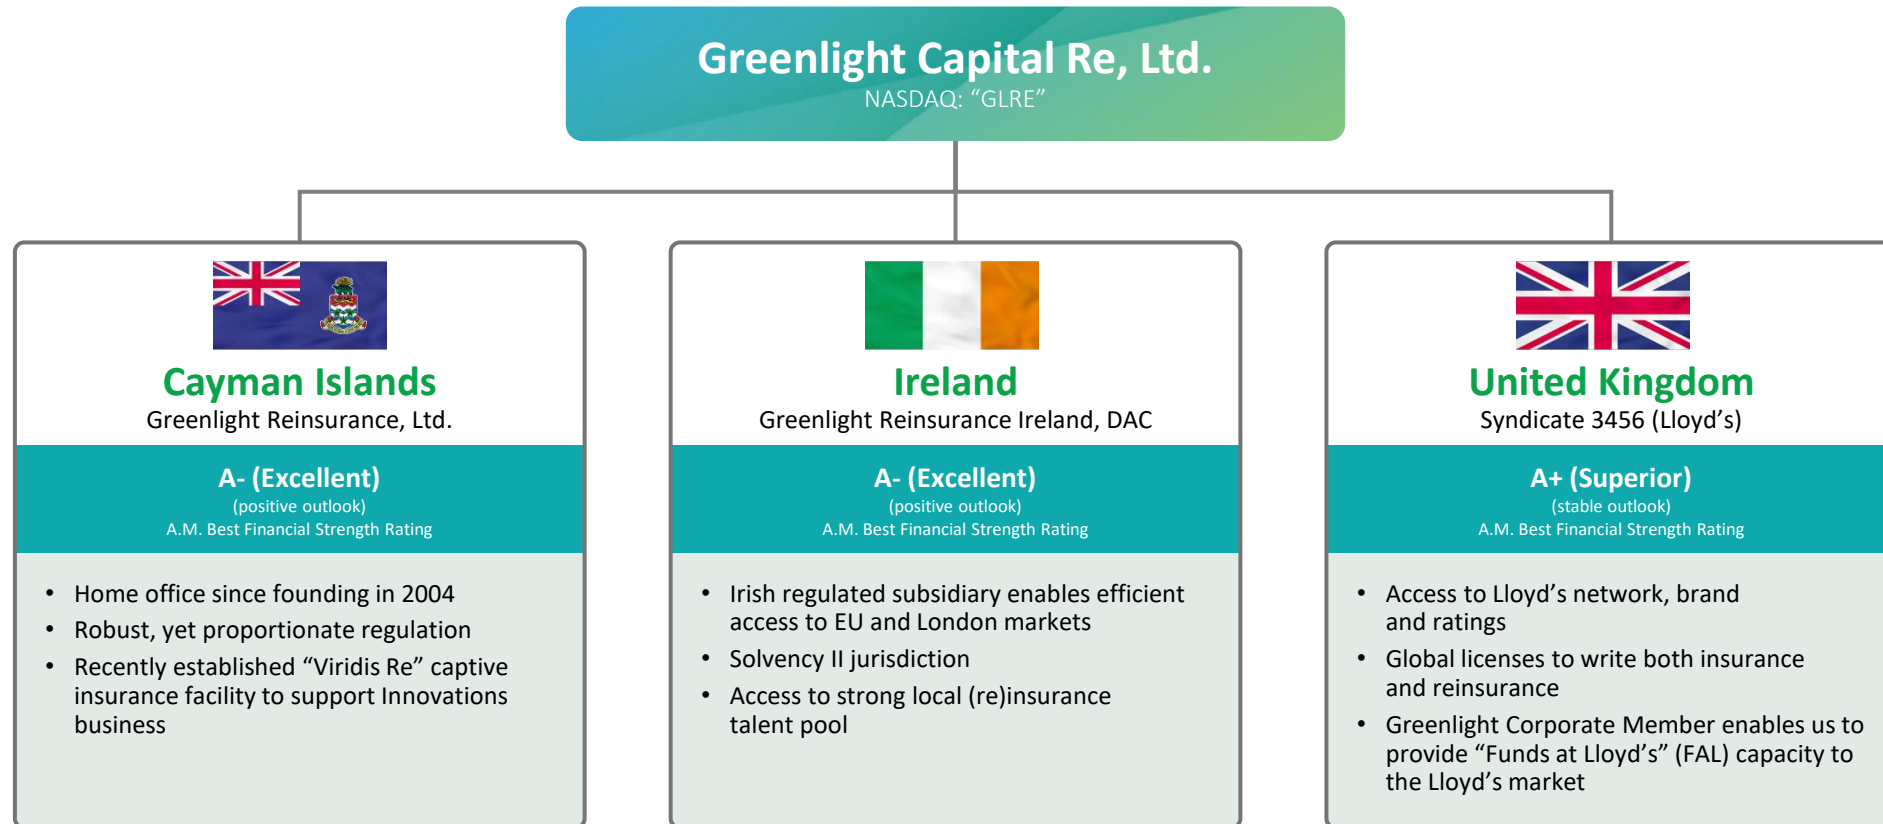 Greenlight Capital Re, Ltd.
NASDAQ: “GLRE”
Cayman Islands
Greenlight Reinsurance, Ltd.
A- (Excellent)
(positive outlook)
A.M. Best Financial Strength Rating
• Home office since founding in 2004
• Robust, yet proportionate regulation
• Recently established “Viridis Re” captive
insurance facility to support Innovations
business
Ireland
Greenlight Reinsurance Ireland, DAC
A- (Excellent)
(positive outlook)
A.M. Best Financial Strength Rating
• Irish regulated subsidiary enables efficient
access to EU and London markets
• Solvency II jurisdiction
• Access to strong local (re)insurance
talent pool
United Kingdom
Syndicate 3456 (Lloyd’s)
A+ (Superior)
(stable outlook)
A.M. Best Financial Strength Rating
• Access to Lloyd’s network, brand
and ratings
• Global licenses to write both insurance
and reinsurance
• Greenlight Corporate Member enables us to
provide “Funds at Lloyd’s” (FAL) capacity to
the Lloyd’s market